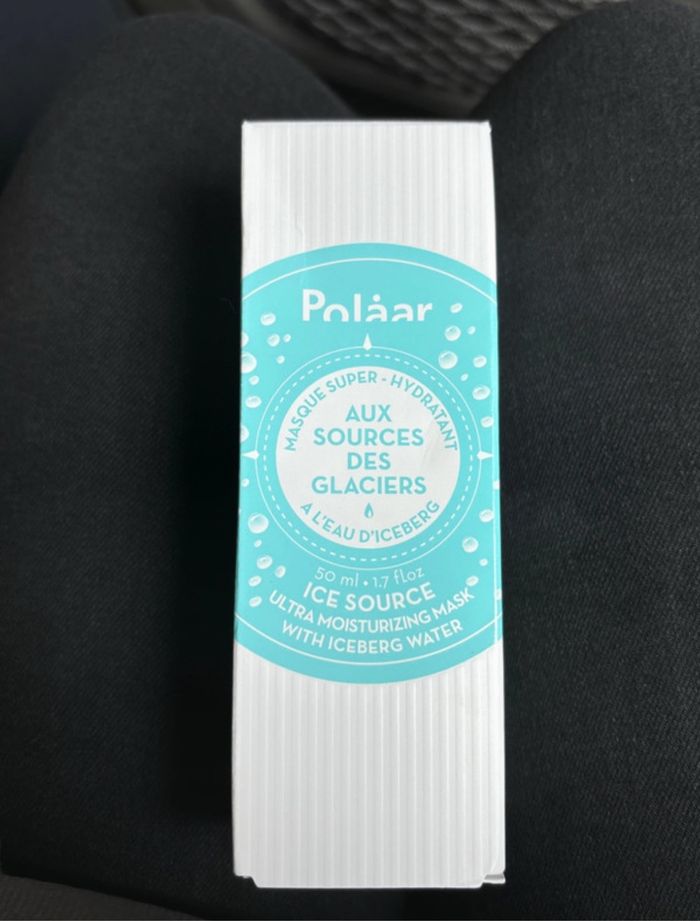 Polåar
MASQUE SUPER - HYDRATANT
AUX
SOURCES
DES
GLACIERS
A L'EAU D'ICEBERG
50 ml • 1.7 fl.oz
ICE SOURCE
ULTRA MOISTURIZING MASK
WITH ICEBERG WATER